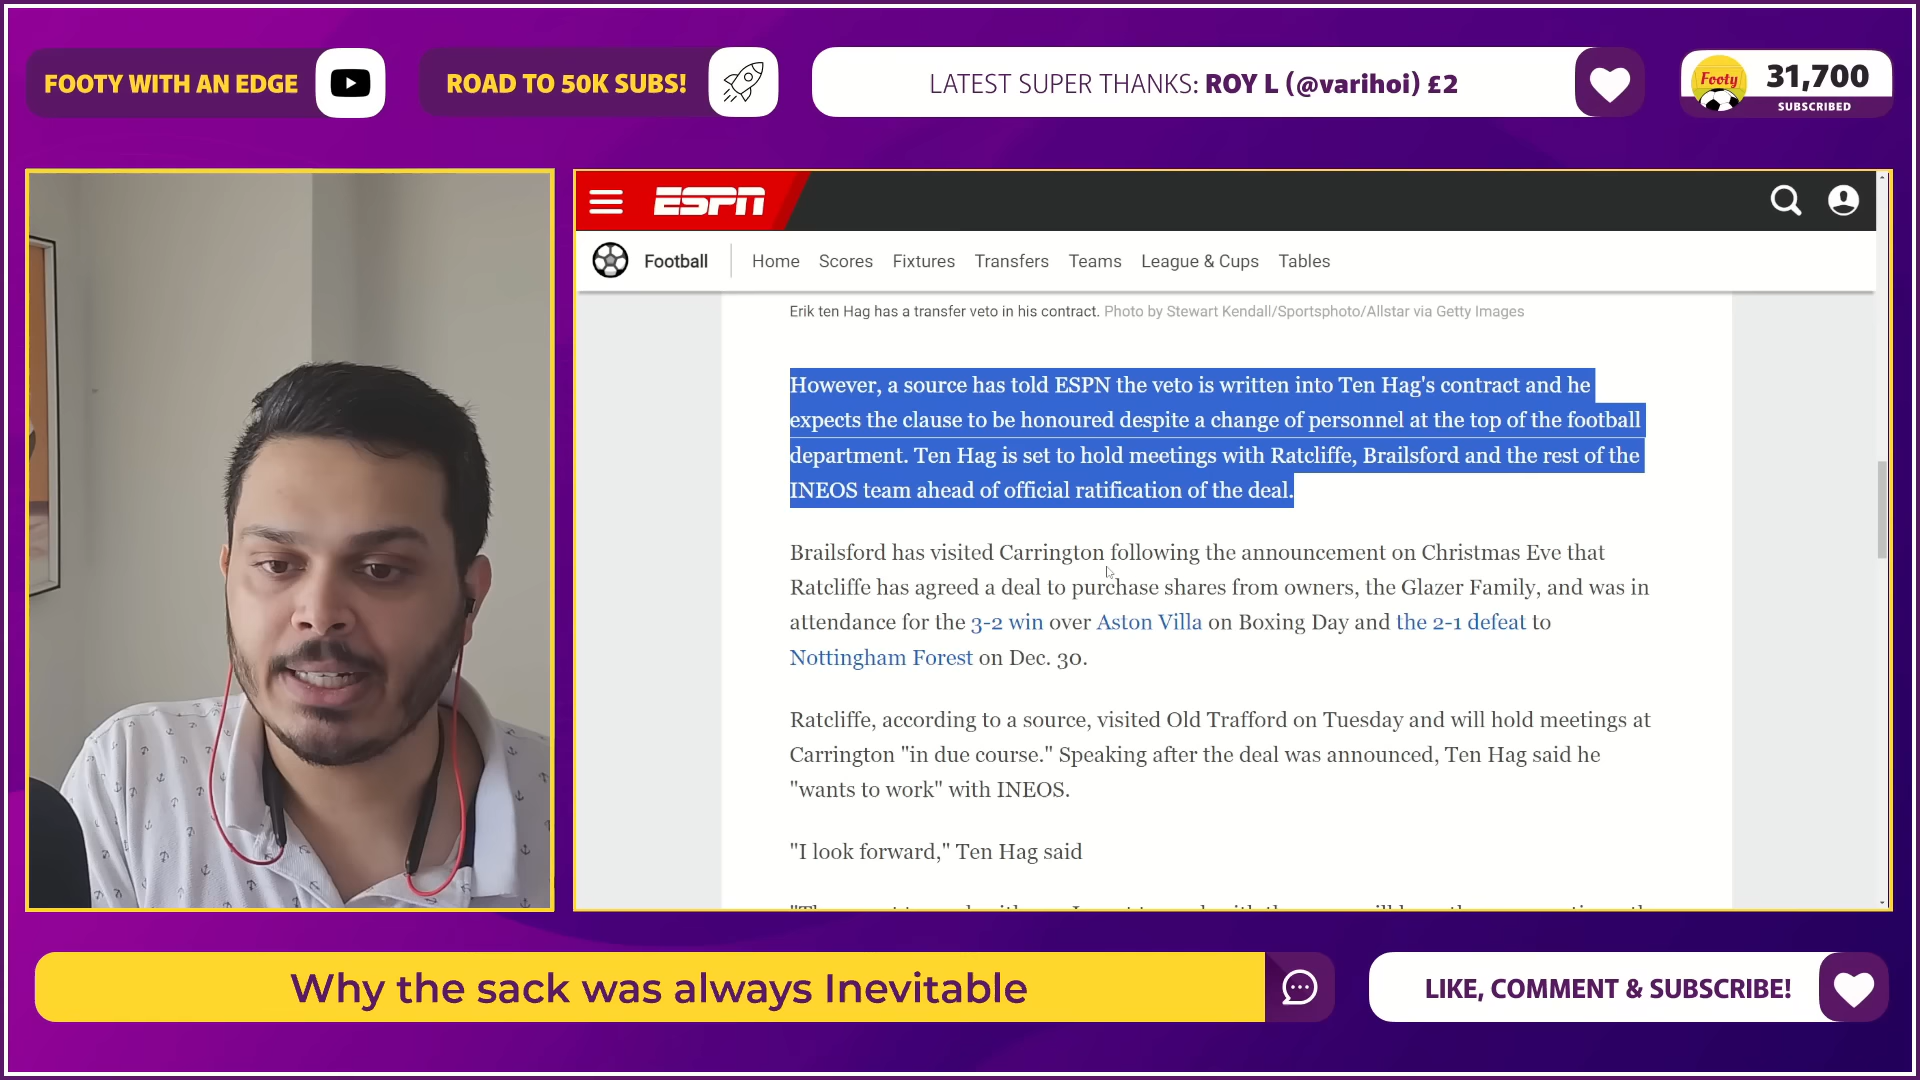 FOOTY WITH AN EDGE
ROAD TO 50K SUBS!
LATEST SUPER THANKS: ROY L (@varihoi) £2
Footy
31,700
SUBSCRIBED
ESPN
Football
Home Scores Fixtures Transfers Teams League & Cups Tables
Erik ten Hag has a transfer veto in his contract. Photo by Stewart Kendall/Sportsphoto/Allstar via Getty Images
However, a source has told ESPN the veto is written into Ten Hag's contract and he
expects the clause to be honoured despite a change of personnel at the top of the football
department. Ten Hag is set to hold meetings with Ratcliffe, Brailsford and the rest of the
INEOS team ahead of official ratification of the deal.
Brailsford has visited Carrington following the announcement on Christmas Eve that
Ratcliffe has agreed a deal to purchase shares from owners, the Glazer Family, and was in
attendance for the 3-2 win over Aston Villa on Boxing Day and the 2-1 defeat to
Nottingham Forest on Dec. 30.
Ratcliffe, according to a source, visited Old Trafford on Tuesday and will hold meetings at
Carrington "in due course." Speaking after the deal was announced, Ten Hag said he
"wants to work" with INEOS.
"I look forward," Ten Hag said
Why the sack was always Inevitable
LIKE, COMMENT & SUBSCRIBE!